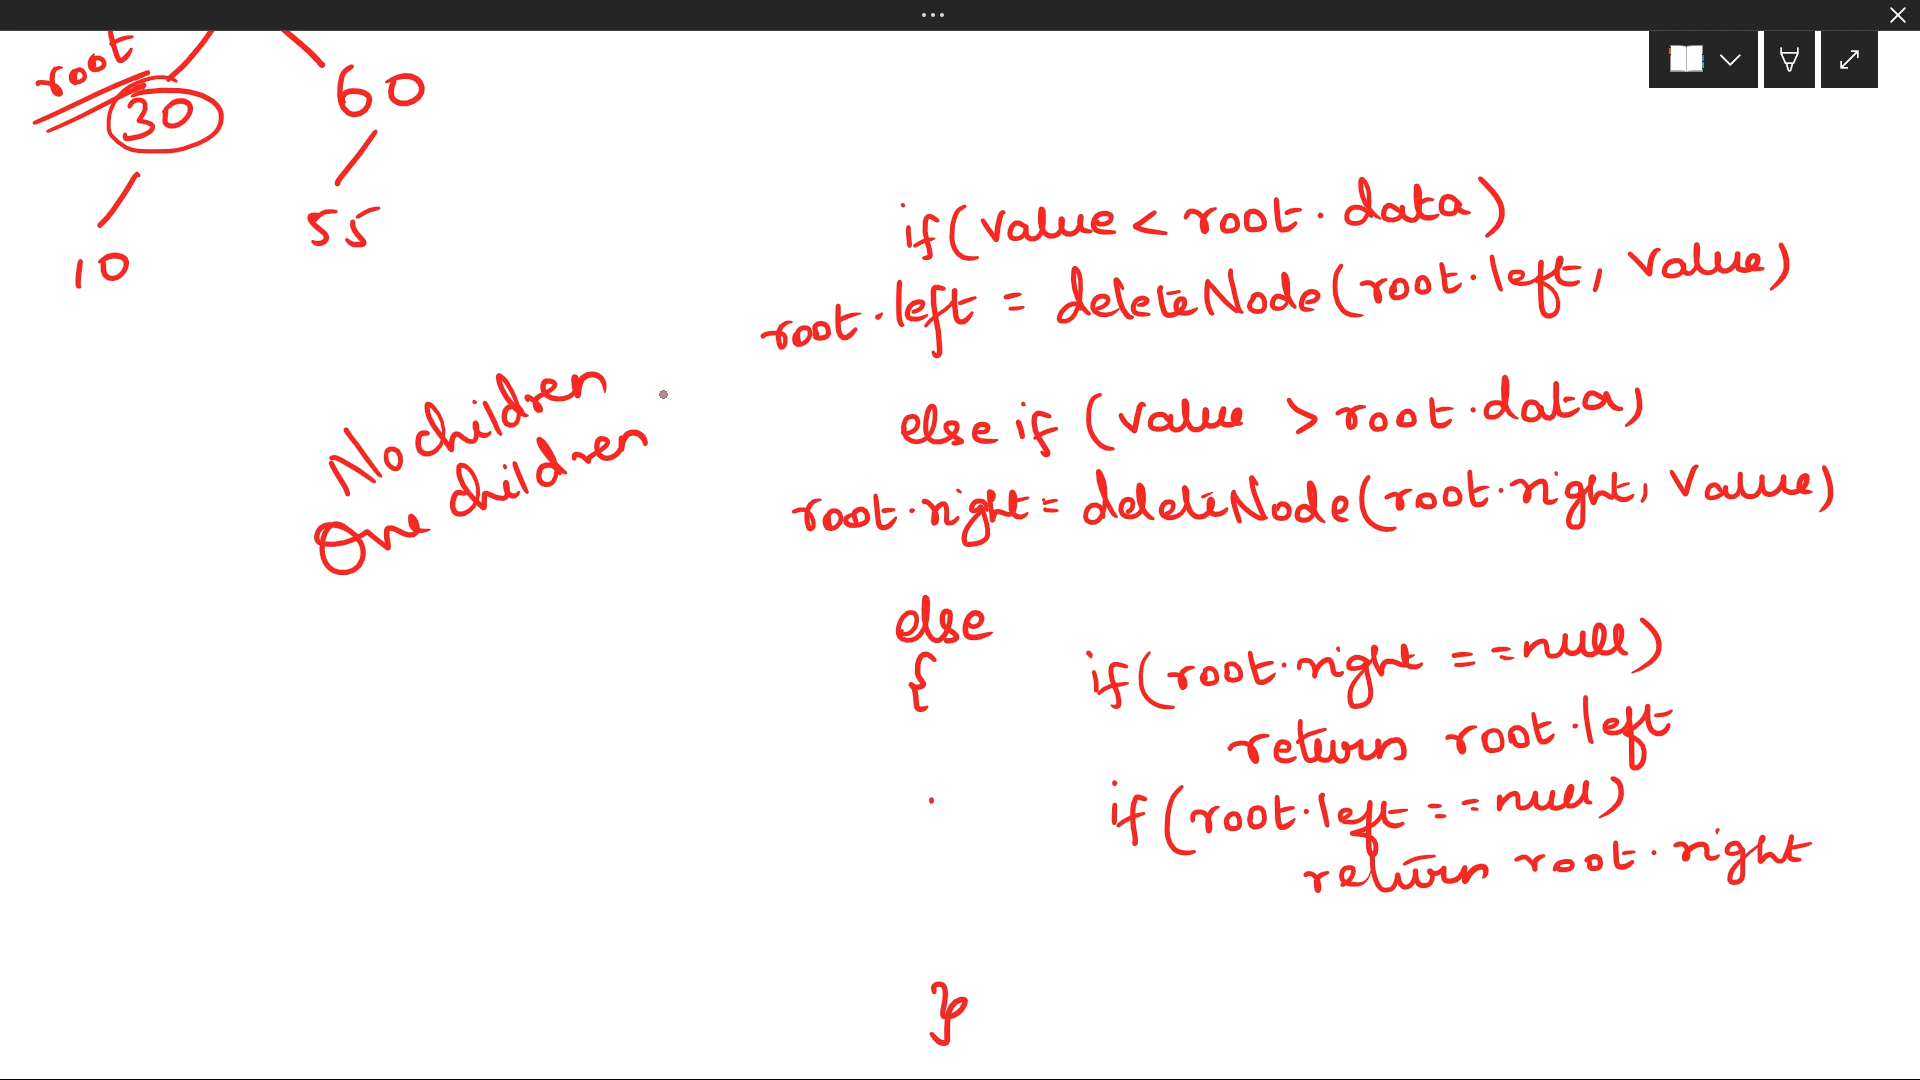 root
30
60
10
55
No children
One children
if(value < root.data)
root.left = deleteNode(root.left, value)
else if (value > root.data)
root.right = deleteNode(root.right, value)
else
{
if(root.right == null)
return root.left
if(root.left == null)
return root.right
}